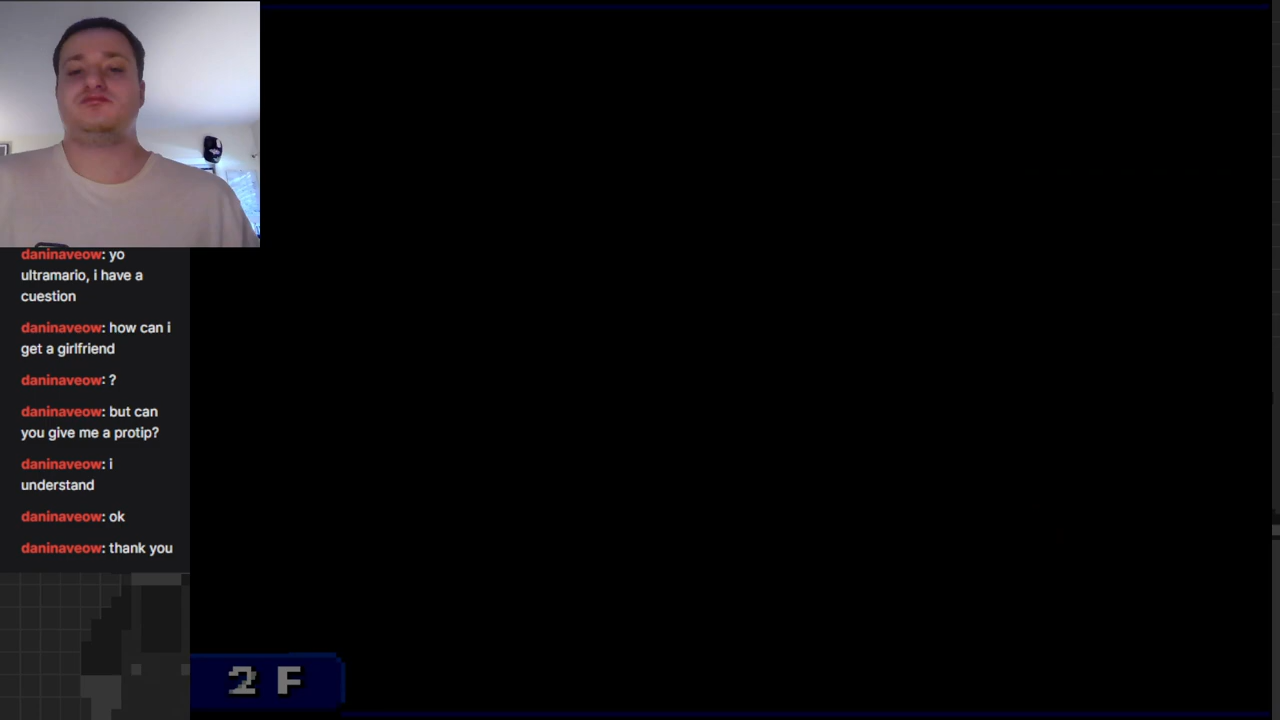 daninaveow: yo
ultramario, i have a
cuestion
daninaveow: how can i
get a girlfriend
daninaveow: ?
daninaveow: but can
you give me a protip?
daninaveow: i
understand
daninaveow: ok
daninaveow: thank you
2 F